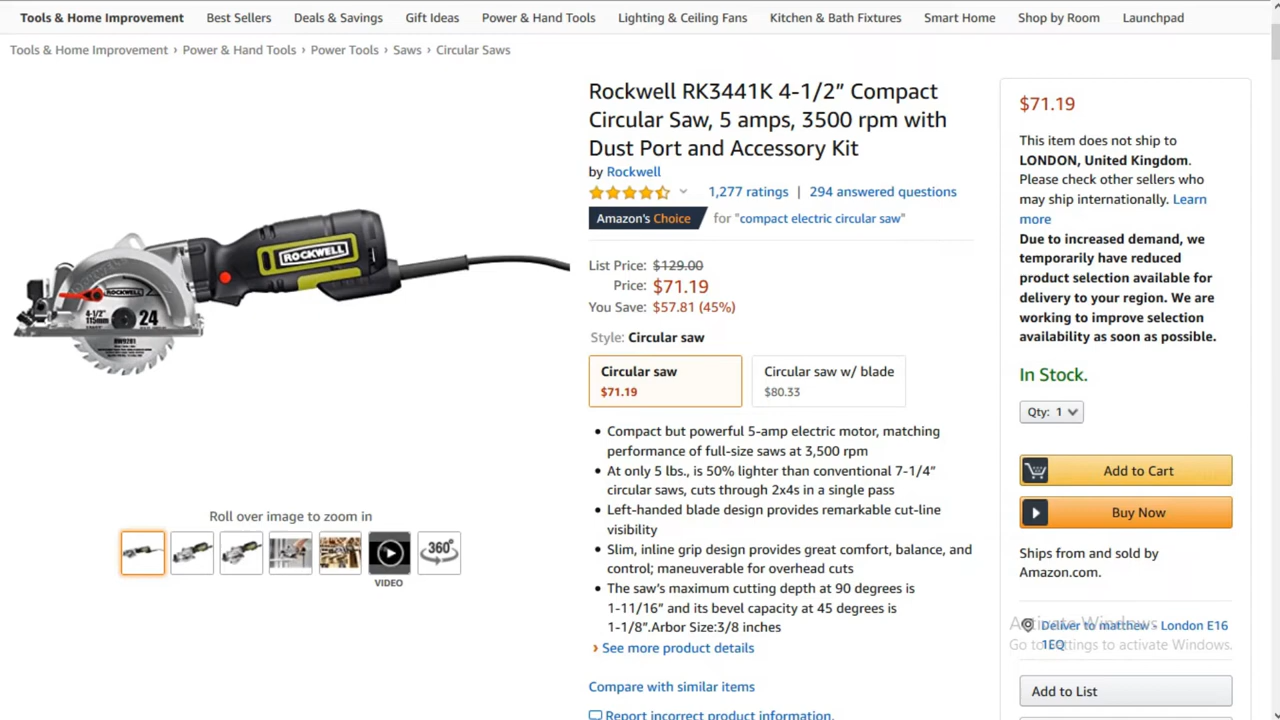 Tools & Home Improvement Best Sellers Deals & Savings Gift Ideas Power & Hand Tools Lighting & Ceiling Fans Kitchen & Bath Fixtures Smart Home Shop by Room Launchpad
Tools & Home Improvement › Power & Hand Tools › Power Tools › Saws › Circular Saws
ROCKWELL
ROCKWELL
4-1/2"
115mm
24
RW9281
Roll over image to zoom in
360°
VIDEO
Rockwell RK3441K 4-1/2” Compact
Circular Saw, 5 amps, 3500 rpm with
Dust Port and Accessory Kit
by Rockwell
1,277 ratings | 294 answered questions
Amazon's Choice for "compact electric circular saw"
List Price: $129.00
Price: $71.19
You Save: $57.81 (45%)
Style: Circular saw
Circular saw
$71.19
Circular saw w/ blade
$80.33
• Compact but powerful 5-amp electric motor, matching
performance of full-size saws at 3,500 rpm
• At only 5 lbs., is 50% lighter than conventional 7-1/4”
circular saws, cuts through 2x4s in a single pass
• Left-handed blade design provides remarkable cut-line
visibility
• Slim, inline grip design provides great comfort, balance, and
control; maneuverable for overhead cuts
• The saw’s maximum cutting depth at 90 degrees is
1-11/16” and its bevel capacity at 45 degrees is
1-1/8”.Arbor Size:3/8 inches
› See more product details
Compare with similar items
Report incorrect product information.
$71.19
This item does not ship to
LONDON, United Kingdom.
Please check other sellers who
may ship internationally. Learn
more
Due to increased demand, we
temporarily have reduced
product selection available for
delivery to your region. We are
working to improve selection
availability as soon as possible.
In Stock.
Qty: 1
Add to Cart
Buy Now
Ships from and sold by
Amazon.com.
Activate Windows
Deliver to matthew - London E16
1EQ
Go to Settings to activate Windows.
Add to List